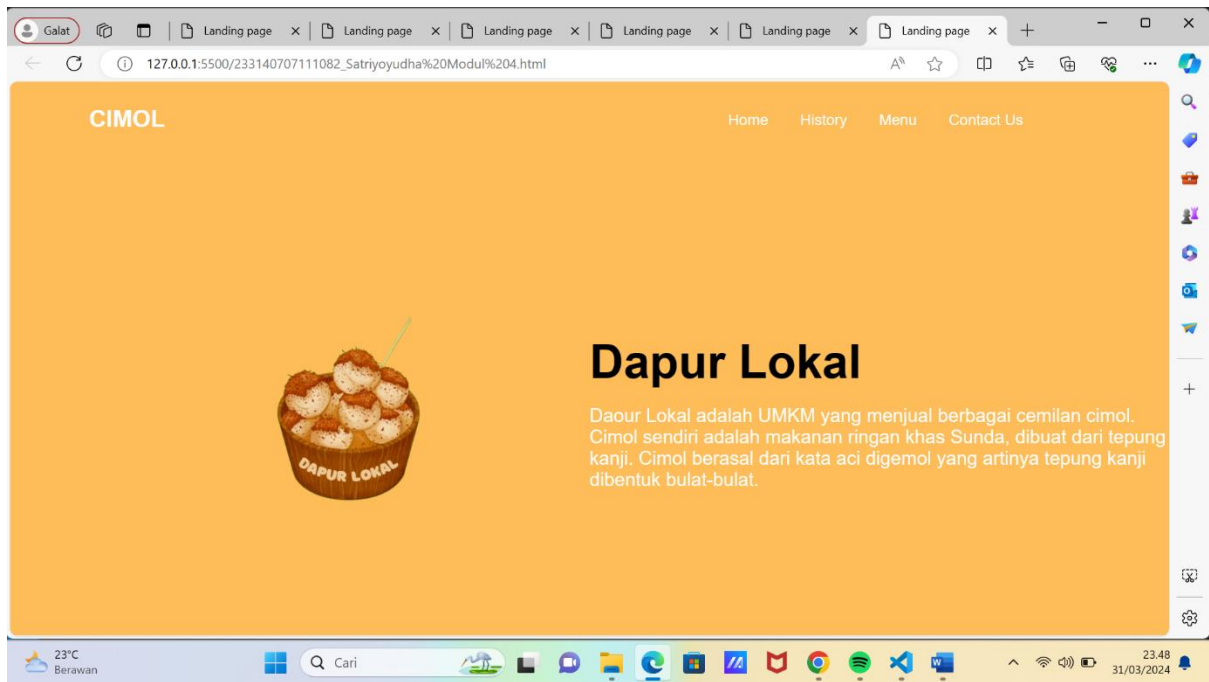 Galat
Landing page
Landing page
Landing page
Landing page
Landing page
Landing page
127.0.0.1:5500/233140707111082_Satriyoyudha%20Modul%204.html
CIMOL
Home History Menu Contact Us
Dapur Lokal
Daour Lokal adalah UMKM yang menjual berbagai cemilan cimol.
Cimol sendiri adalah makanan ringan khas Sunda, dibuat dari tepung
kanji. Cimol berasal dari kata aci digemol yang artinya tepung kanji
dibentuk bulat-bulat.
DAPUR LOKAL
23°C
Berawan
Cari
23.48
31/03/2024